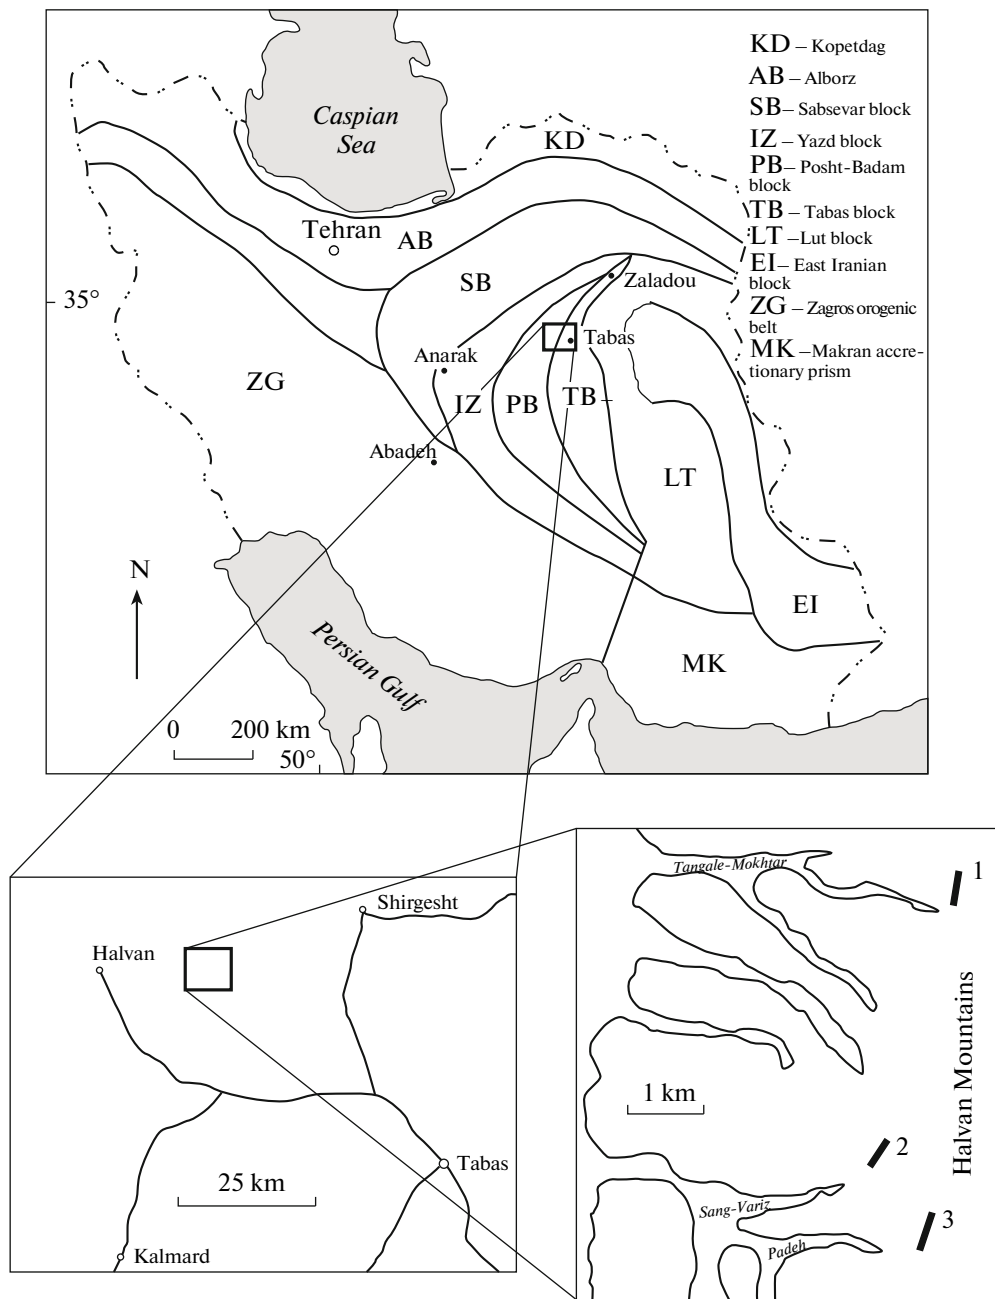 KD – Kopetdag
AB – Alborz
SB– Sabsevar block
IZ – Yazd block
PB– Posht-Badam
block
TB – Tabas block
LT –Lut block
EI– East Iranian
block
ZG – Zagros orogenic
belt
MK –Makran accre-
tionary prism
Caspian
Sea
KD
Tehran
AB
SB
Zaladou
35°
Tabas
Anarak
ZG
IZ
PB
TB
Abadeh
LT
N
EI
Persian Gulf
MK
0 200 km
50°
Shirgesht
Halvan
Tabas
25 km
Kalmard
Tangale-Mokhtar
1
Halvan Mountains
1 km
2
Sang-Variz
3
Padeh